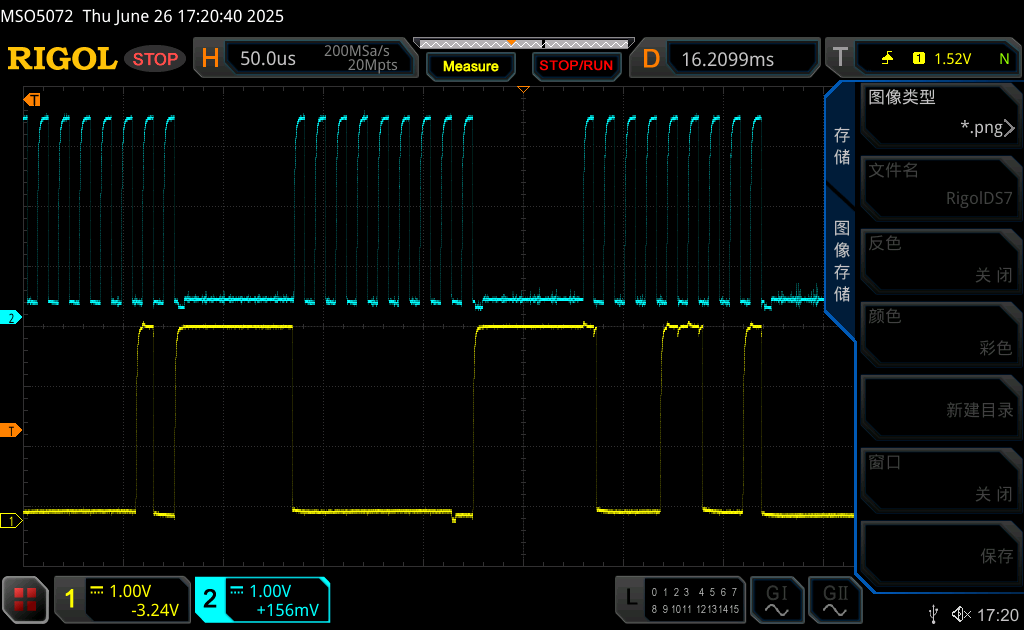 MSO5072 Thu June 26 17:20:40 2025
RIGOL STOP H 50.0us 200MSa/s 20Mpts Measure STOP/RUN D 16.2099ms T 1 1.52V N
T
存储
图像存储
图像类型
*.png
文件名
RigolDS7
反色
关闭
颜色
彩色
新建目录
窗口
关闭
保存
2
T
1
1 1.00V
-3.24V
2 1.00V
+156mV
L 0 1 2 3 4 5 6 7
8 9 10 11 12 13 14 15
GI
GII
17:20